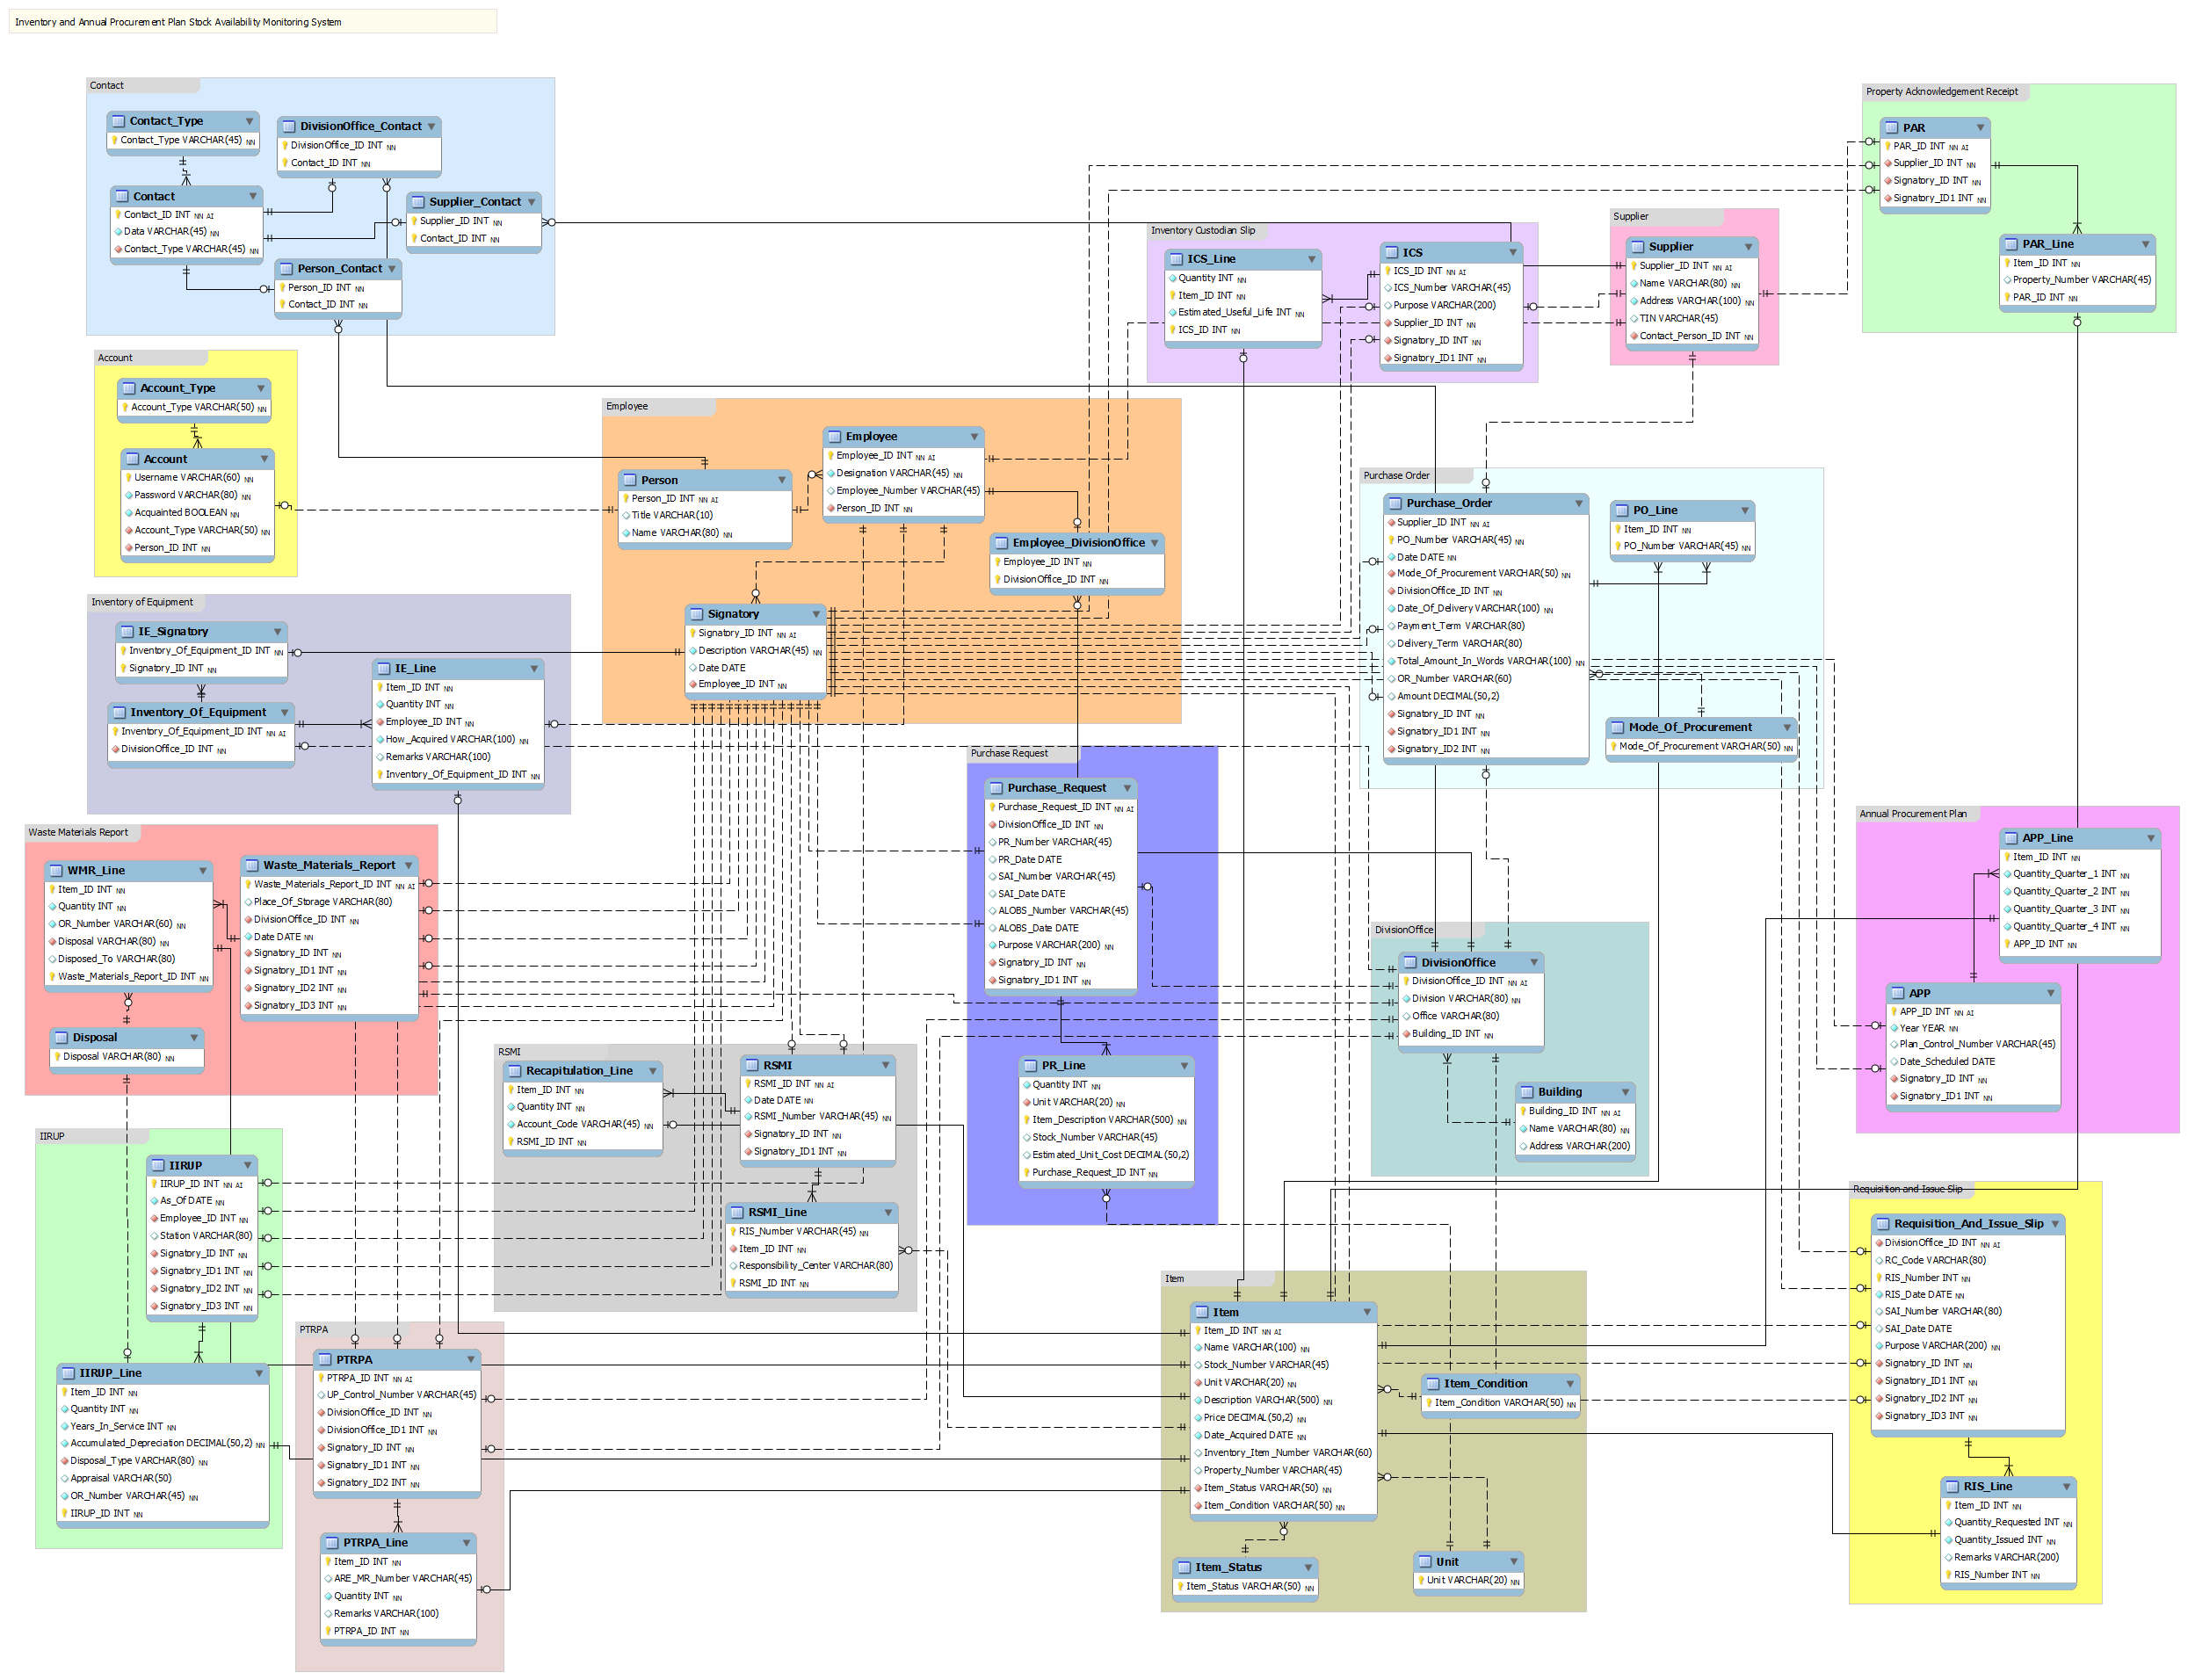 Inventory and Annual Procurement Plan Stock Availability Monitoring System
Contact
Contact_Type
Contact_Type VARCHAR(45) NN
DivisionOffice_Contact
DivisionOffice_ID INT NN
Contact_ID INT NN
Contact
Contact_ID INT NN AI
Data VARCHAR(45) NN
Contact_Type VARCHAR(45) NN
Supplier_Contact
Supplier_ID INT NN
Contact_ID INT NN
Person_Contact
Person_ID INT NN
Contact_ID INT NN
Property Acknowledgement Receipt
PAR
PAR_ID INT NN AI
Supplier_ID INT NN
Signatory_ID INT NN
Signatory_ID1 INT NN
PAR_Line
Item_ID INT NN
Property_Number VARCHAR(45)
PAR_ID INT NN
Inventory Custodian Slip
ICS_Line
Quantity INT NN
Item_ID INT NN
Estimated_Useful_Life INT NN
ICS_ID INT NN
ICS
ICS_ID INT NN AI
ICS_Number VARCHAR(45)
Purpose VARCHAR(200)
Supplier_ID INT NN
Signatory_ID INT NN
Signatory_ID1 INT NN
Supplier
Supplier
Supplier_ID INT NN AI
Name VARCHAR(80) NN
Address VARCHAR(100) NN
TIN VARCHAR(45)
Contact_Person_ID INT NN
Account
Account_Type
Account_Type VARCHAR(50) NN
Account
Username VARCHAR(60) NN
Password VARCHAR(80) NN
Acquainted BOOLEAN NN
Account_Type VARCHAR(50) NN
Person_ID INT NN
Employee
Employee
Employee_ID INT NN AI
Designation VARCHAR(45) NN
Employee_Number VARCHAR(45)
Person_ID INT NN
Person
Person_ID INT NN AI
Title VARCHAR(10)
Name VARCHAR(80) NN
Employee_DivisionOffice
Employee_ID INT NN
DivisionOffice_ID INT NN
Signatory
Signatory_ID INT NN AI
Description VARCHAR(45) NN
Date DATE
Employee_ID INT NN
Purchase Order
Purchase_Order
Supplier_ID INT NN AI
PO_Number VARCHAR(45) NN
Date DATE NN
Mode_Of_Procurement VARCHAR(50) NN
DivisionOffice_ID INT NN
Date_Of_Delivery VARCHAR(100) NN
Payment_Term VARCHAR(80)
Delivery_Term VARCHAR(80)
Total_Amount_In_Words VARCHAR(100) NN
OR_Number VARCHAR(60)
Amount DECIMAL(50,2)
Signatory_ID INT NN
Signatory_ID1 INT NN
Signatory_ID2 INT NN
PO_Line
Item_ID INT NN
PO_Number VARCHAR(45) NN
Mode_Of_Procurement
Mode_Of_Procurement VARCHAR(50) NN
Inventory of Equipment
IE_Signatory
Inventory_Of_Equipment_ID INT NN
Signatory_ID INT NN
IE_Line
Item_ID INT NN
Quantity INT NN
Employee_ID INT NN
How_Acquired VARCHAR(100) NN
Remarks VARCHAR(100)
Inventory_Of_Equipment_ID INT NN
Inventory_Of_Equipment
Inventory_Of_Equipment_ID INT NN AI
DivisionOffice_ID INT NN
Purchase Request
Purchase_Request
Purchase_Request_ID INT NN AI
DivisionOffice_ID INT NN
PR_Number VARCHAR(45)
PR_Date DATE
SAI_Number VARCHAR(45)
SAI_Date DATE
ALOBS_Number VARCHAR(45)
ALOBS_Date DATE
Purpose VARCHAR(200) NN
Signatory_ID INT NN
Signatory_ID1 INT NN
PR_Line
Quantity INT NN
Unit VARCHAR(20) NN
Item_Description VARCHAR(500) NN
Stock_Number VARCHAR(45)
Estimated_Unit_Cost DECIMAL(50,2)
Purchase_Request_ID INT NN
Annual Procurement Plan
APP_Line
Item_ID INT NN
Quantity_Quarter_1 INT NN
Quantity_Quarter_2 INT NN
Quantity_Quarter_3 INT NN
Quantity_Quarter_4 INT NN
APP_ID INT NN
APP
APP_ID INT NN AI
Year YEAR NN
Plan_Control_Number VARCHAR(45)
Date_Scheduled DATE
Signatory_ID INT NN
Signatory_ID1 INT NN
Waste Materials Report
WMR_Line
Item_ID INT NN
Quantity INT NN
OR_Number VARCHAR(60) NN
Disposal VARCHAR(80) NN
Disposed_To VARCHAR(80)
Waste_Materials_Report_ID INT NN
Waste_Materials_Report
Waste_Materials_Report_ID INT NN AI
Place_Of_Storage VARCHAR(80)
DivisionOffice_ID INT NN
Date DATE NN
Signatory_ID INT NN
Signatory_ID1 INT NN
Signatory_ID2 INT NN
Signatory_ID3 INT NN
Disposal
Disposal VARCHAR(80) NN
DivisionOffice
DivisionOffice
DivisionOffice_ID INT NN AI
Division VARCHAR(80) NN
Office VARCHAR(80)
Building_ID INT NN
Building
Building_ID INT NN AI
Name VARCHAR(80) NN
Address VARCHAR(200)
RSMI
Recapitulation_Line
Item_ID INT NN
Quantity INT NN
Account_Code VARCHAR(45) NN
RSMI_ID INT NN
RSMI
RSMI_ID INT NN AI
Date DATE NN
RSMI_Number VARCHAR(45) NN
Signatory_ID INT NN
Signatory_ID1 INT NN
RSMI_Line
RIS_Number VARCHAR(45) NN
Item_ID INT NN
Responsibility_Center VARCHAR(80)
RSMI_ID INT NN
IIRUP
IIRUP
IIRUP_ID INT NN AI
As_Of DATE NN
Employee_ID INT NN
Station VARCHAR(80)
Signatory_ID INT NN
Signatory_ID1 INT NN
Signatory_ID2 INT NN
Signatory_ID3 INT NN
IIRUP_Line
Item_ID INT NN
Quantity INT NN
Years_In_Service INT NN
Accumulated_Depreciation DECIMAL(50,2) NN
Disposal_Type VARCHAR(80) NN
Appraisal VARCHAR(50)
OR_Number VARCHAR(45) NN
IIRUP_ID INT NN
PTRPA
PTRPA
PTRPA_ID INT NN AI
UP_Control_Number VARCHAR(45)
DivisionOffice_ID INT NN
DivisionOffice_ID1 INT NN
Signatory_ID INT NN
Signatory_ID1 INT NN
Signatory_ID2 INT NN
PTRPA_Line
Item_ID INT NN
ARE_MR_Number VARCHAR(45)
Quantity INT NN
Remarks VARCHAR(100)
PTRPA_ID INT NN
Item
Item
Item_ID INT NN AI
Name VARCHAR(100) NN
Stock_Number VARCHAR(45)
Unit VARCHAR(20) NN
Description VARCHAR(500) NN
Price DECIMAL (50,2) NN
Date_Acquired DATE NN
Inventory_Item_Number VARCHAR(60)
Property_Number VARCHAR(45)
Item_Status VARCHAR(50) NN
Item_Condition VARCHAR(50) NN
Item_Condition
Item_Condition VARCHAR(50) NN
Item_Status
Item_Status VARCHAR(50) NN
Unit
Unit VARCHAR(20) NN
Requisition and Issue Slip
Requisition_And_Issue_Slip
DivisionOffice_ID INT NN AI
RC_Code VARCHAR(80)
RIS_Number INT NN
RIS_Date DATE NN
SAI_Number VARCHAR(80)
SAI_Date DATE
Purpose VARCHAR(200) NN
Signatory_ID INT NN
Signatory_ID1 INT NN
Signatory_ID2 INT NN
Signatory_ID3 INT NN
RIS_Line
Item_ID INT NN
Quantity_Requested INT NN
Quantity_Issued INT NN
Remarks VARCHAR(200)
RIS_Number INT NN